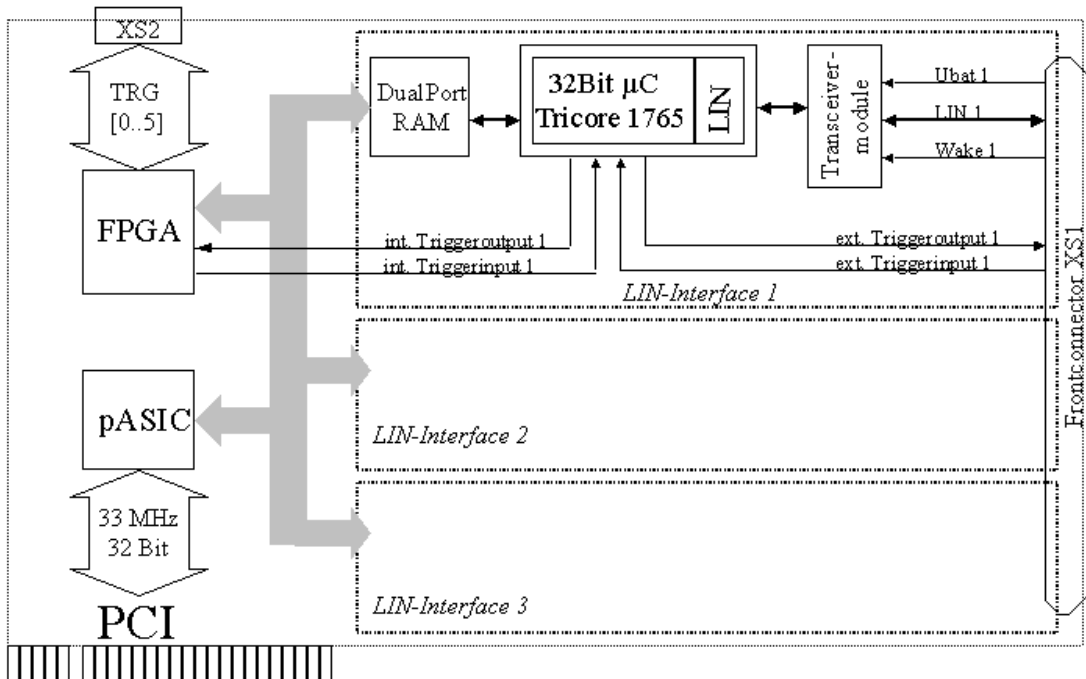 XS2
TRG
[0..5]
FPGA
DualPort
RAM
32Bit µC
Tricore 1765
LIN
Transceiver-
module
Ubat 1
LIN 1
Wake 1
int. Triggeroutput 1
int. Triggerinput 1
ext. Triggeroutput 1
ext. Triggerinput 1
LIN-Interface 1
Frontconnector XS1
pASIC
LIN-Interface 2
33 MHz
32 Bit
PCI
LIN-Interface 3